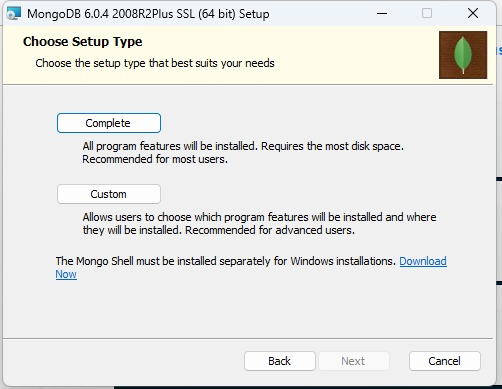 MongoDB 6.0.4 2008R2Plus SSL (64 bit) Setup
Choose Setup Type
Choose the setup type that best suits your needs
Complete
All program features will be installed. Requires the most disk space.
Recommended for most users.
Custom
Allows users to choose which program features will be installed and where
they will be installed. Recommended for advanced users.
The Mongo Shell must be installed separately for Windows installations. Download
Now
Back
Next
Cancel